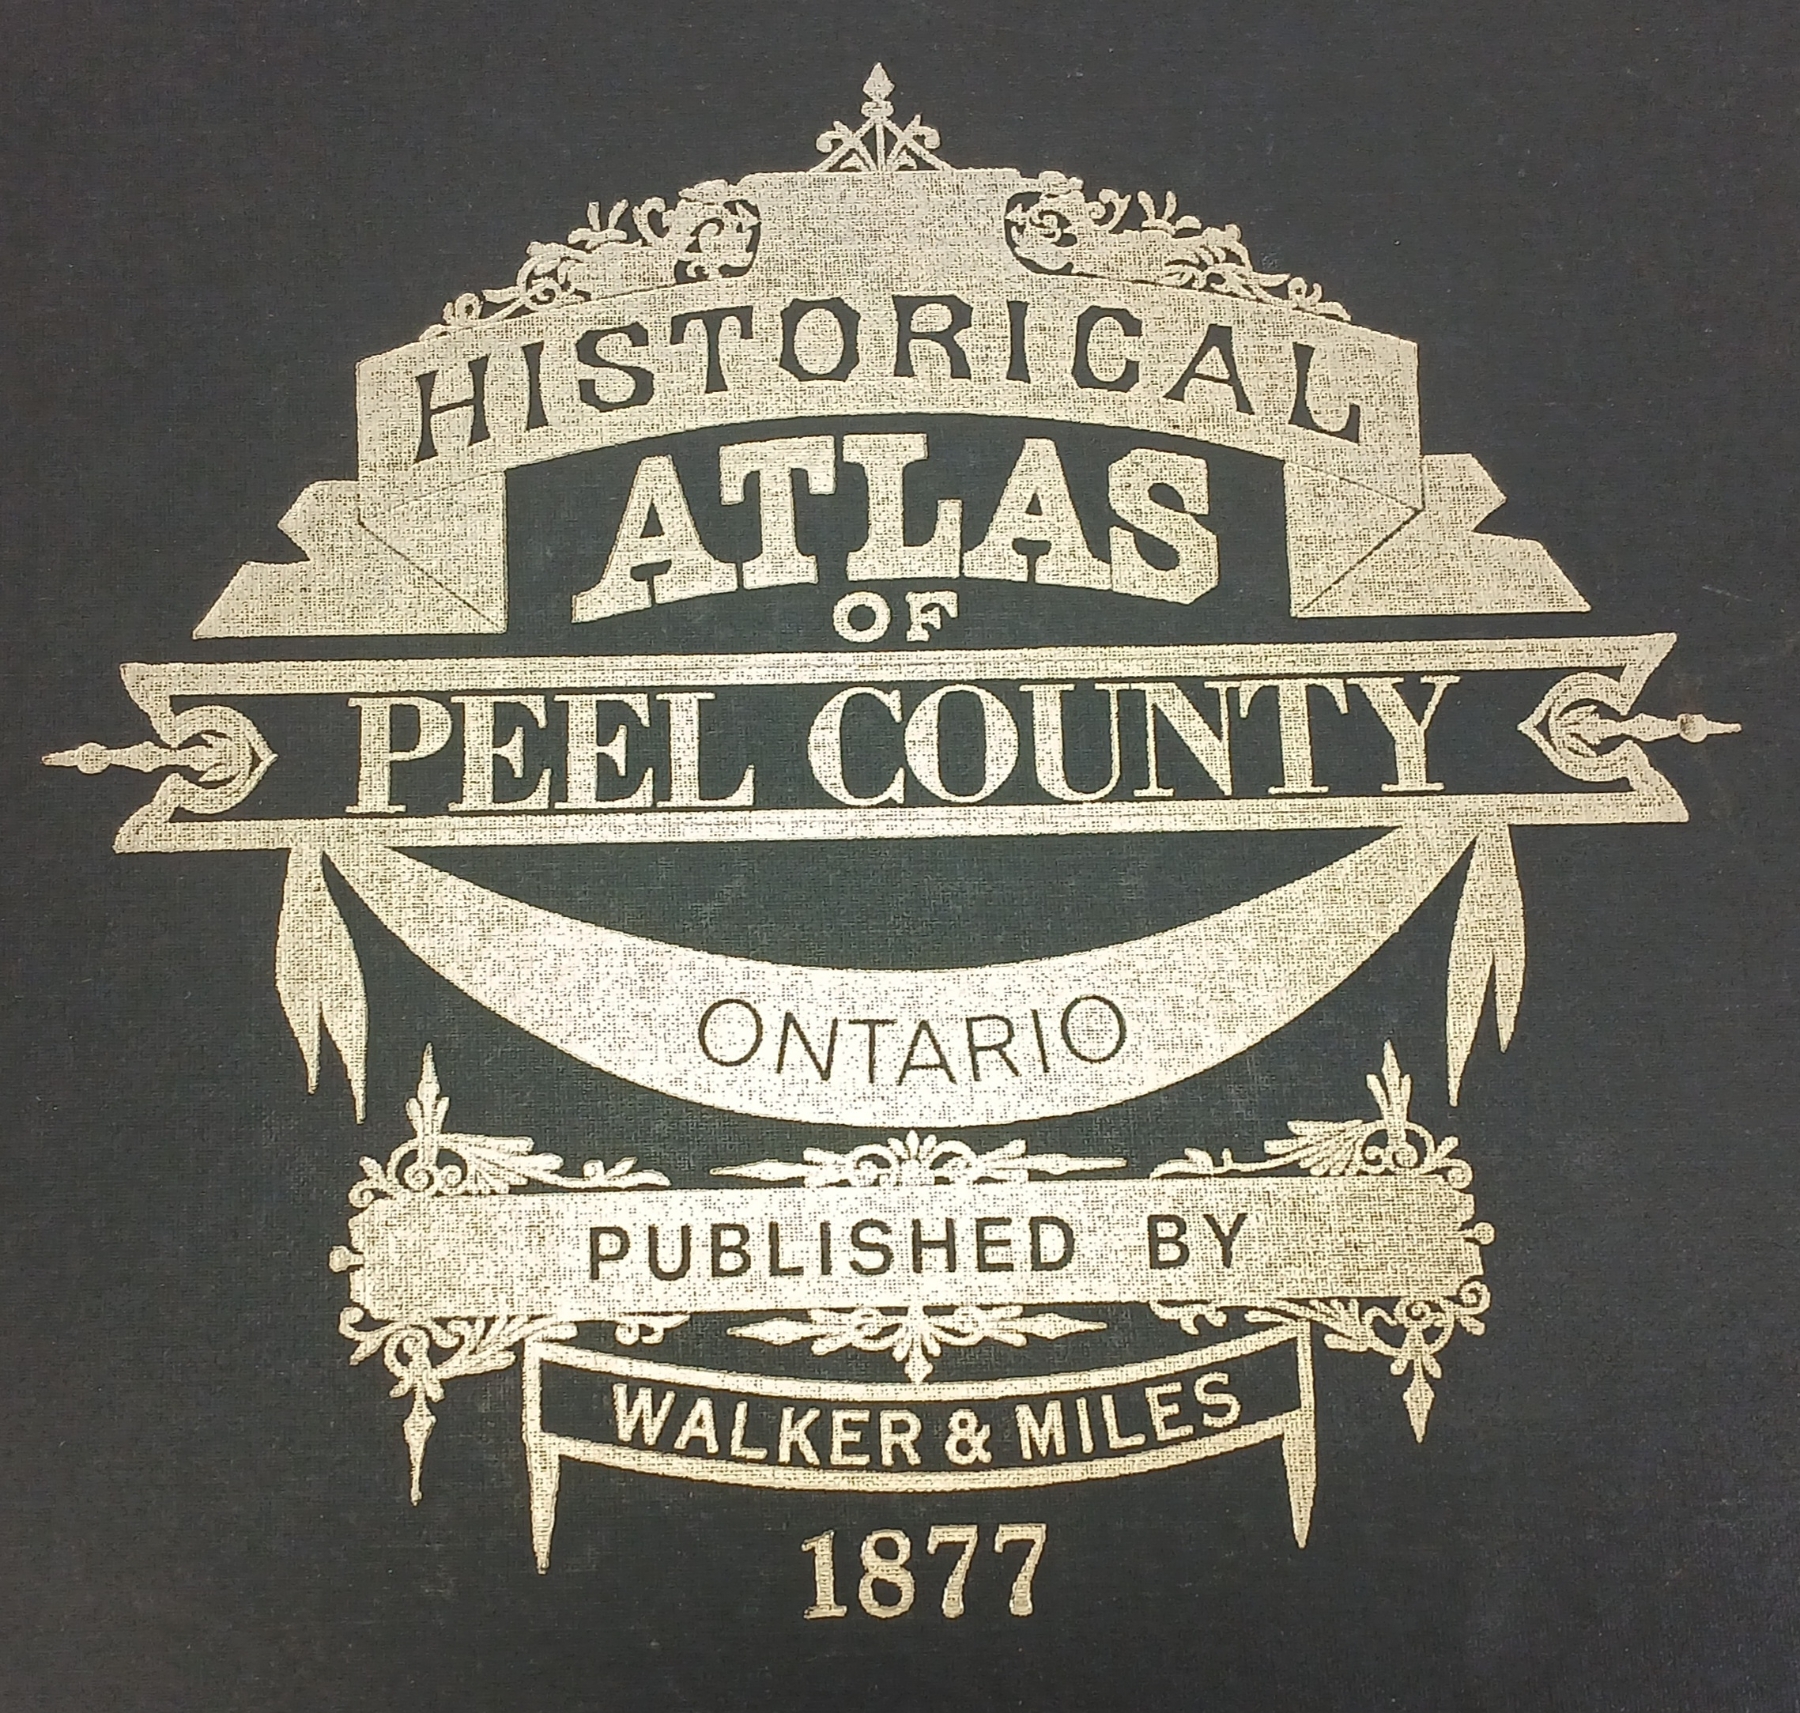 HISTORICAL
ATLAS
OF
PEEL COUNTY
ONTARIO
PUBLISHED BY
WALKER & MILES
1877